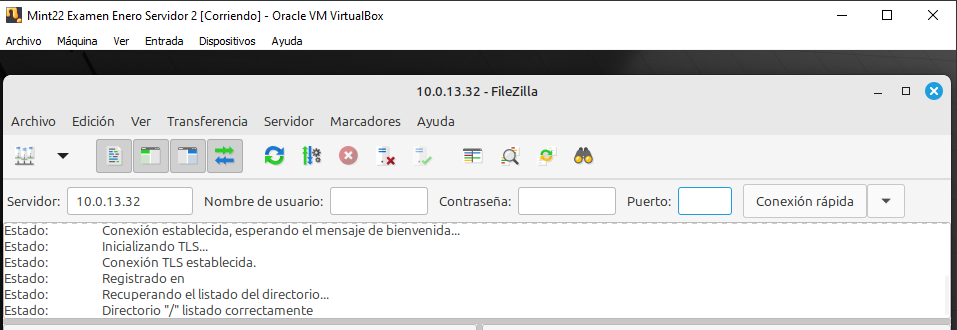 Mint22 Examen Enero Servidor 2 [Corriendo] - Oracle VM VirtualBox
Archivo Máquina Ver Entrada Dispositivos Ayuda
10.0.13.32 - FileZilla
Archivo Edición Ver Transferencia Servidor Marcadores Ayuda
Servidor: 10.0.13.32 Nombre de usuario: Contraseña: Puerto: Conexión rápida
Estado: Conexión establecida, esperando el mensaje de bienvenida...
Estado: Inicializando TLS...
Estado: Conexión TLS establecida.
Estado: Registrado en
Estado: Recuperando el listado del directorio...
Estado: Directorio "/" listado correctamente